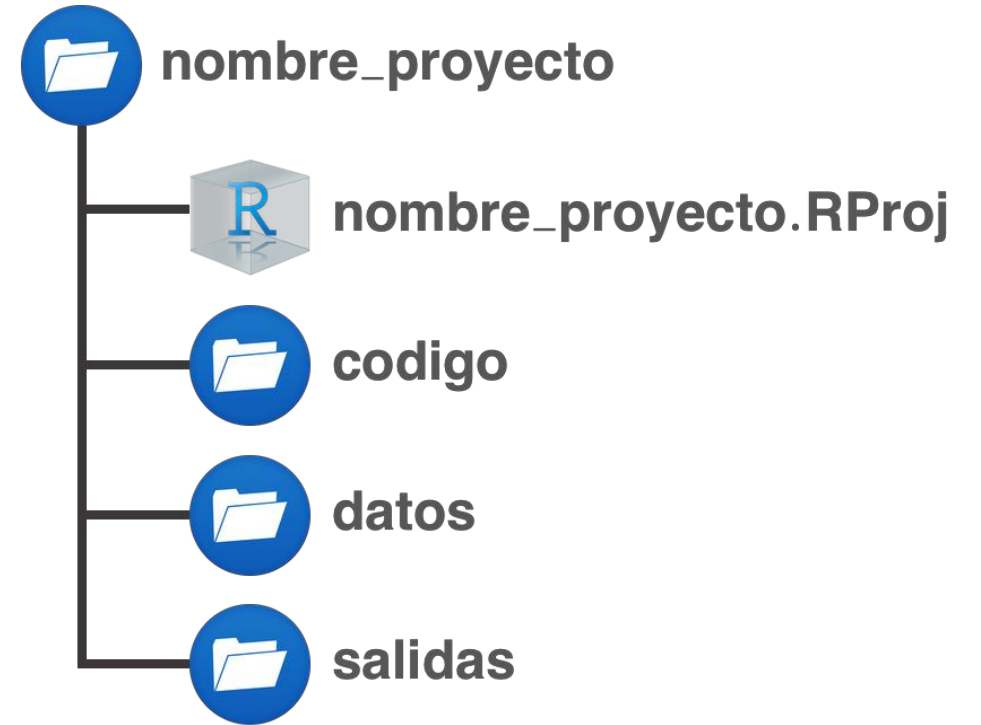 nombre_proyecto
R
nombre_proyecto.RProj
codigo
datos
salidas